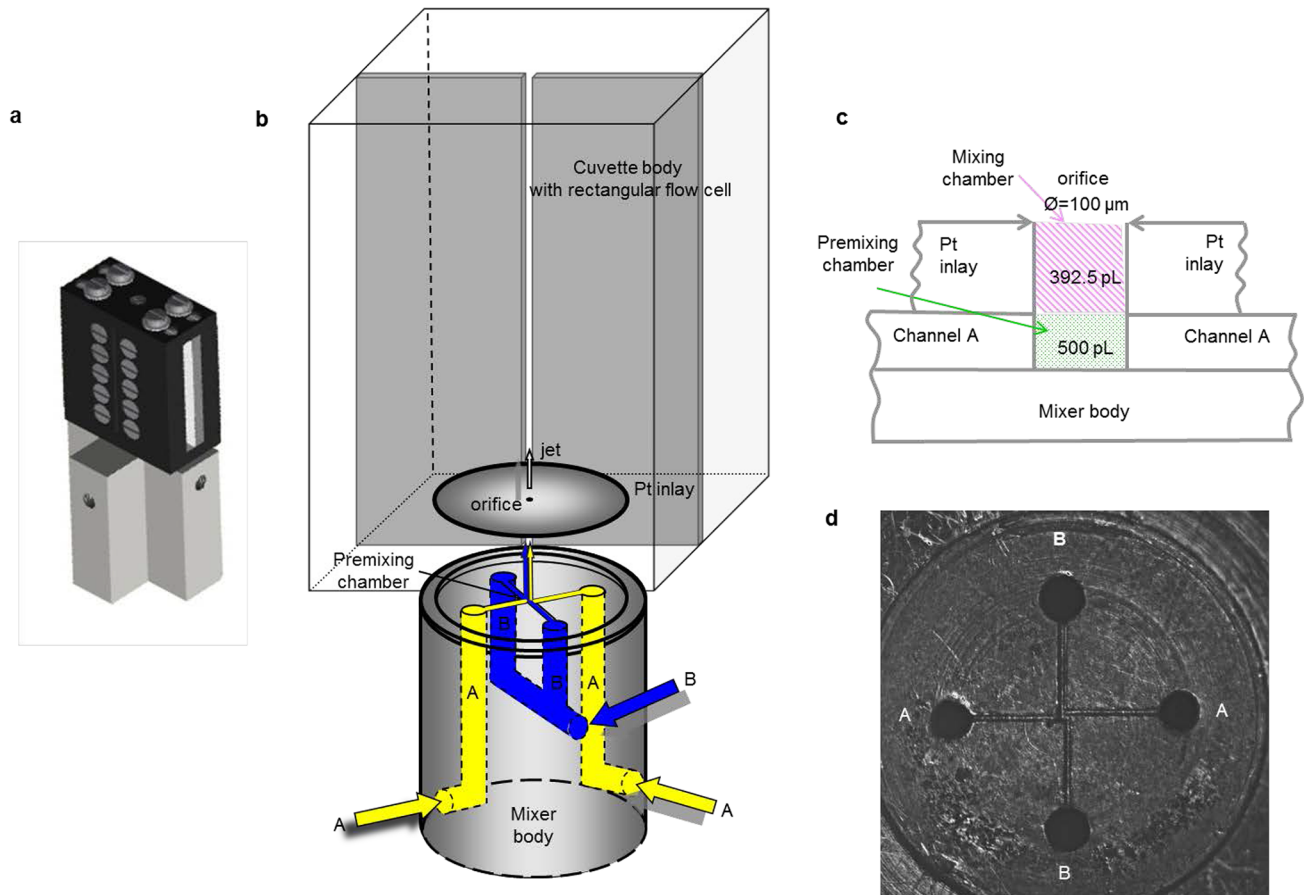 a
b
Cuvette body
with rectangular flow cell
jet
Pt inlay
orifice
Premixing
chamber
B
A
B
A
B
A
A
Mixer
body
c
Mixing
chamber
orifice
Ø=100 µm
Premixing
chamber
Pt
inlay
Pt
inlay
392.5 pL
Channel A
Channel A
500 pL
Mixer body
d
B
A
A
B